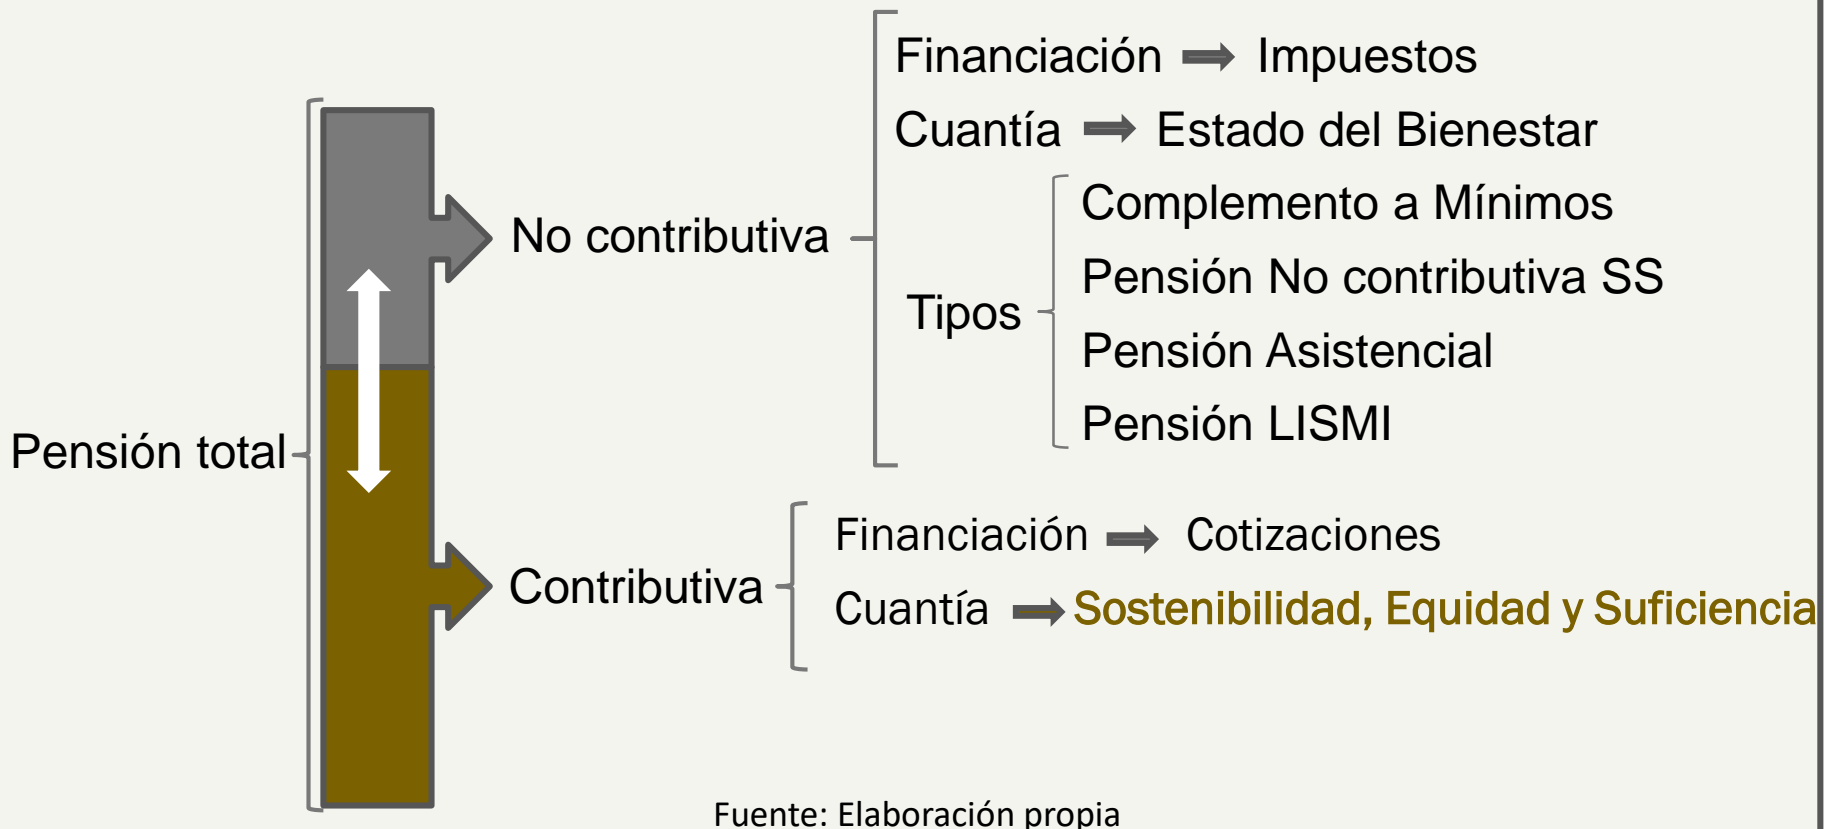 Pensión total
No contributiva
Financiación Impuestos
Cuantía Estado del Bienestar
Tipos
Complemento a Mínimos
Pensión No contributiva SS
Pensión Asistencial
Pensión LISMI
Contributiva
Financiación Cotizaciones
Cuantía Sostenibilidad, Equidad y Suficiencia
Fuente: Elaboración propia